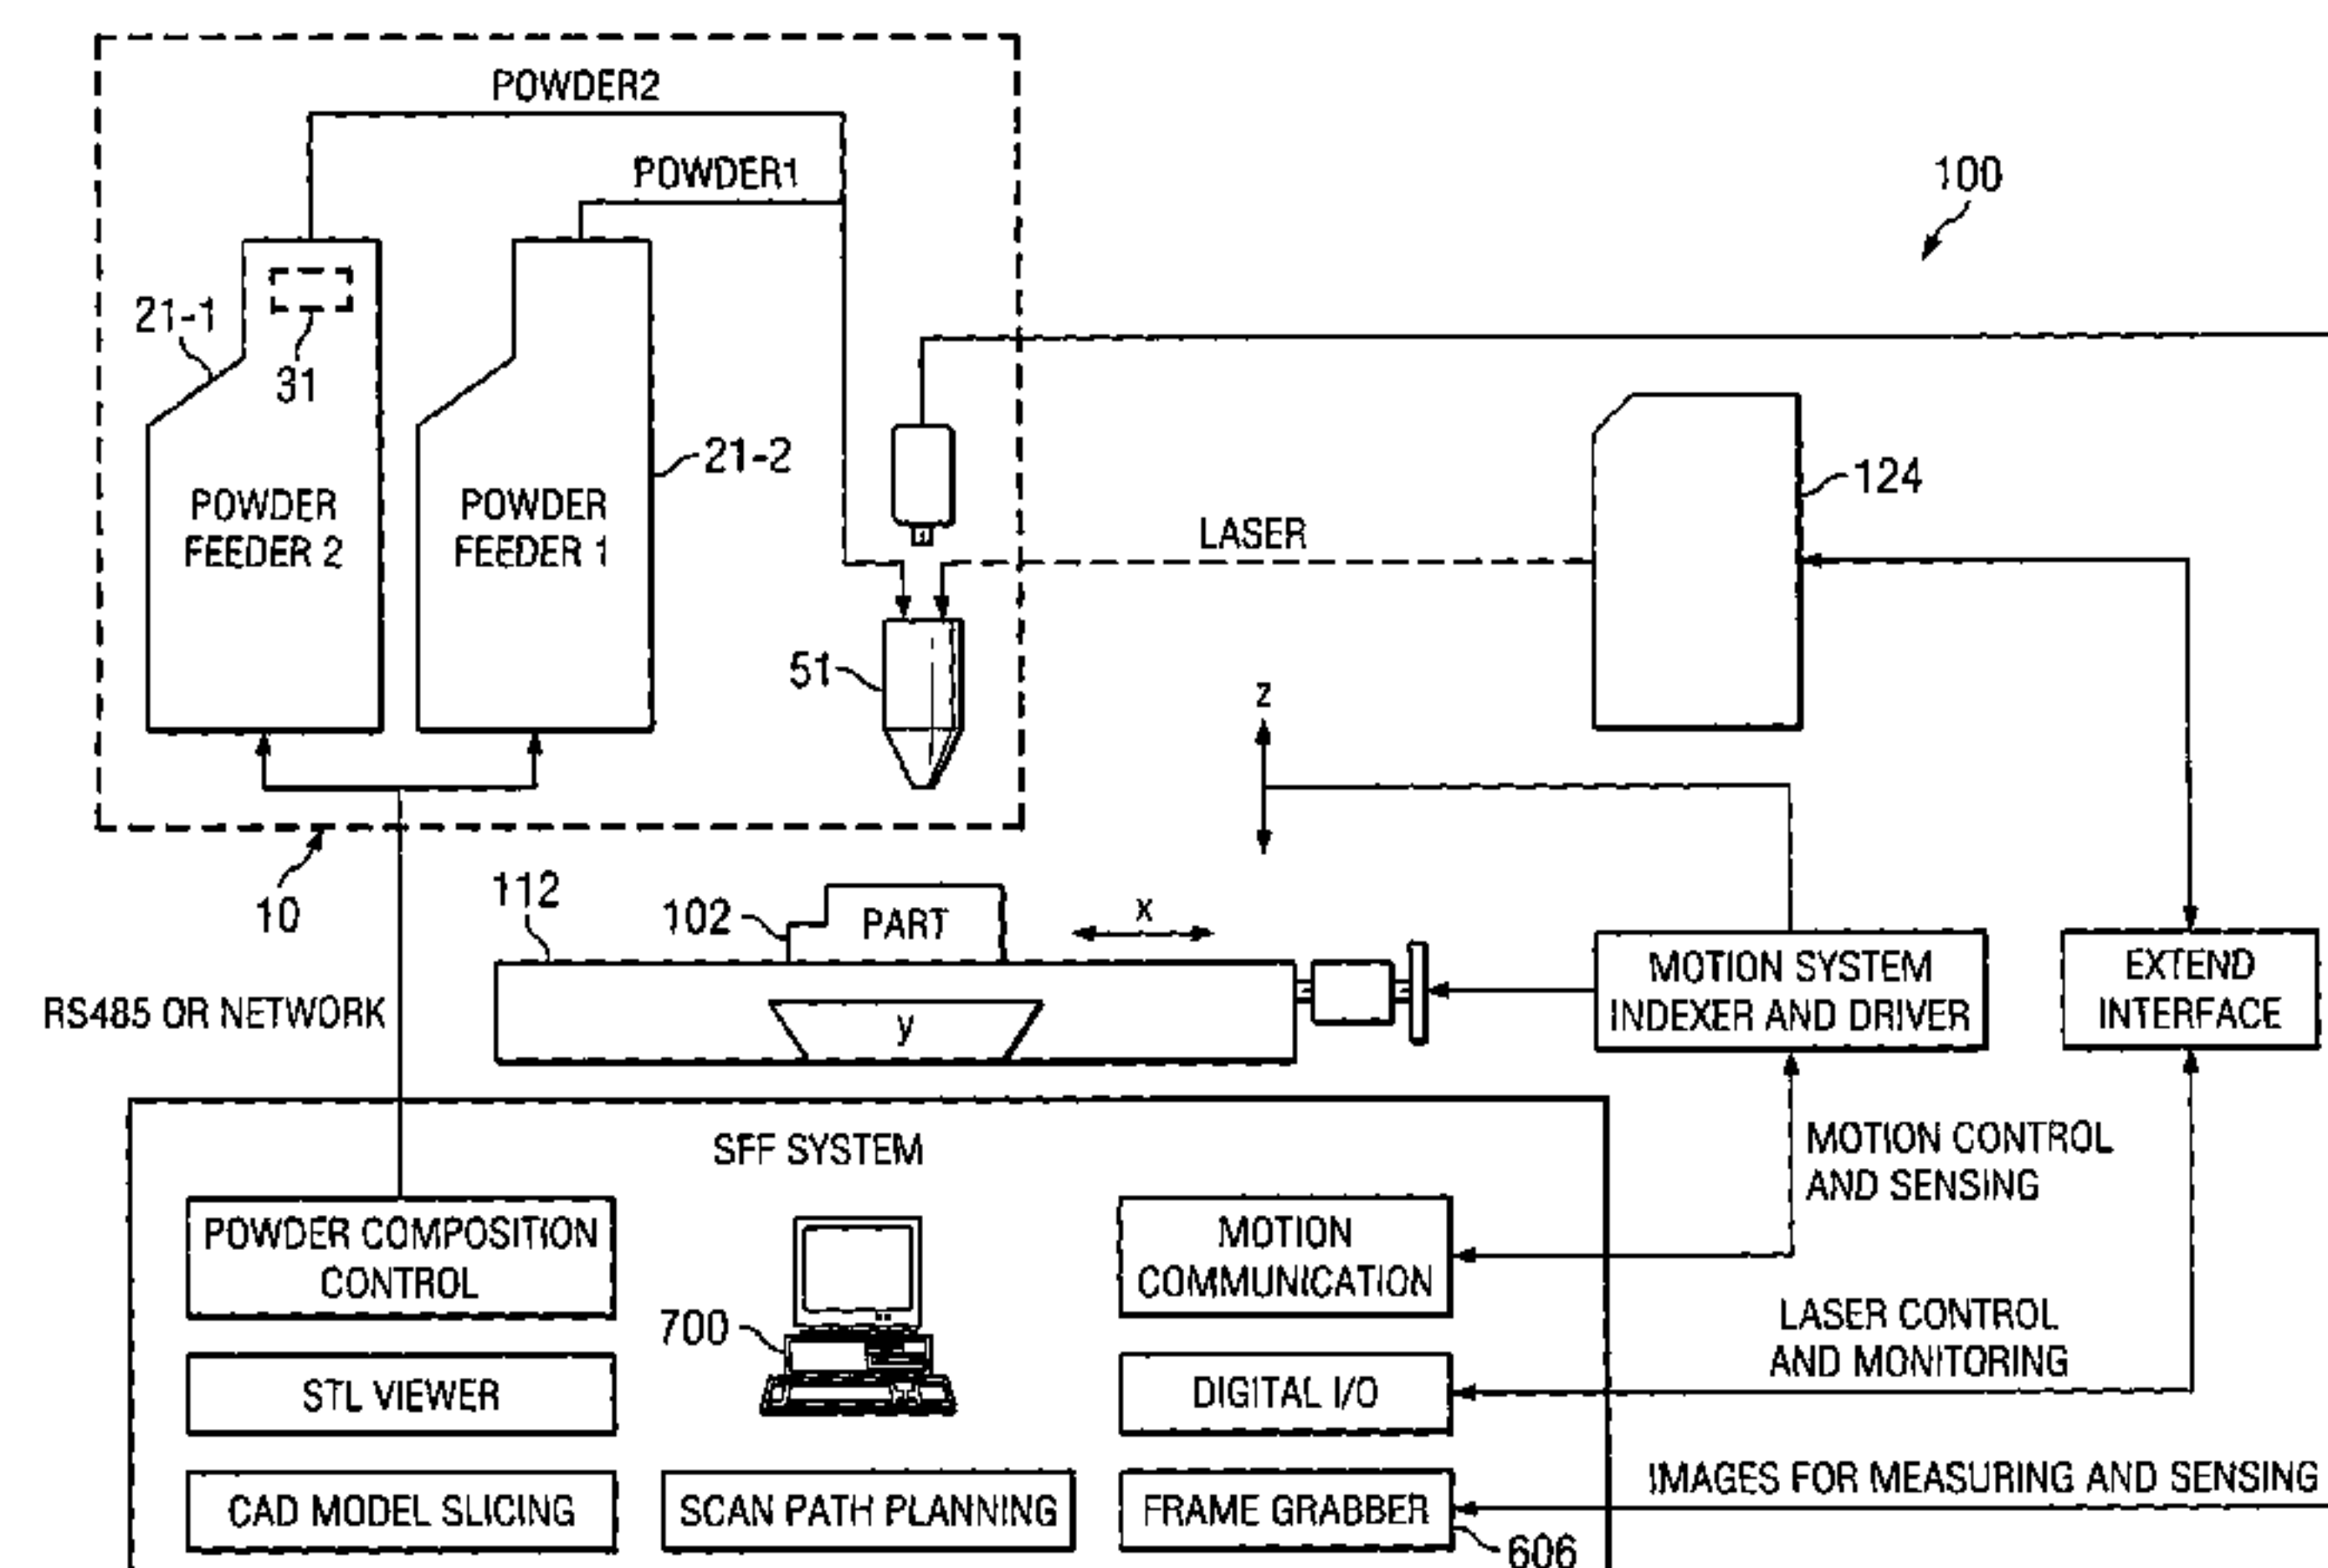 POWDER2
POWDER1
100
21-1
31
21-2
POWDER
FEEDER 2
POWDER
FEEDER 1
LASER
124
51
z
10
112
102
PART
x
MOTION SYSTEM
INDEXER AND DRIVER
EXTEND
INTERFACE
RS485 OR NETWORK
y
SFF SYSTEM
MOTION CONTROL
AND SENSING
POWDER COMPOSITION
CONTROL
MOTION
COMMUNICATION
700
LASER CONTROL
AND MONITORING
STL VIEWER
DIGITAL I/O
IMAGES FOR MEASURING AND SENSING
CAD MODEL SLICING
SCAN PATH PLANNING
FRAME GRABBER
606